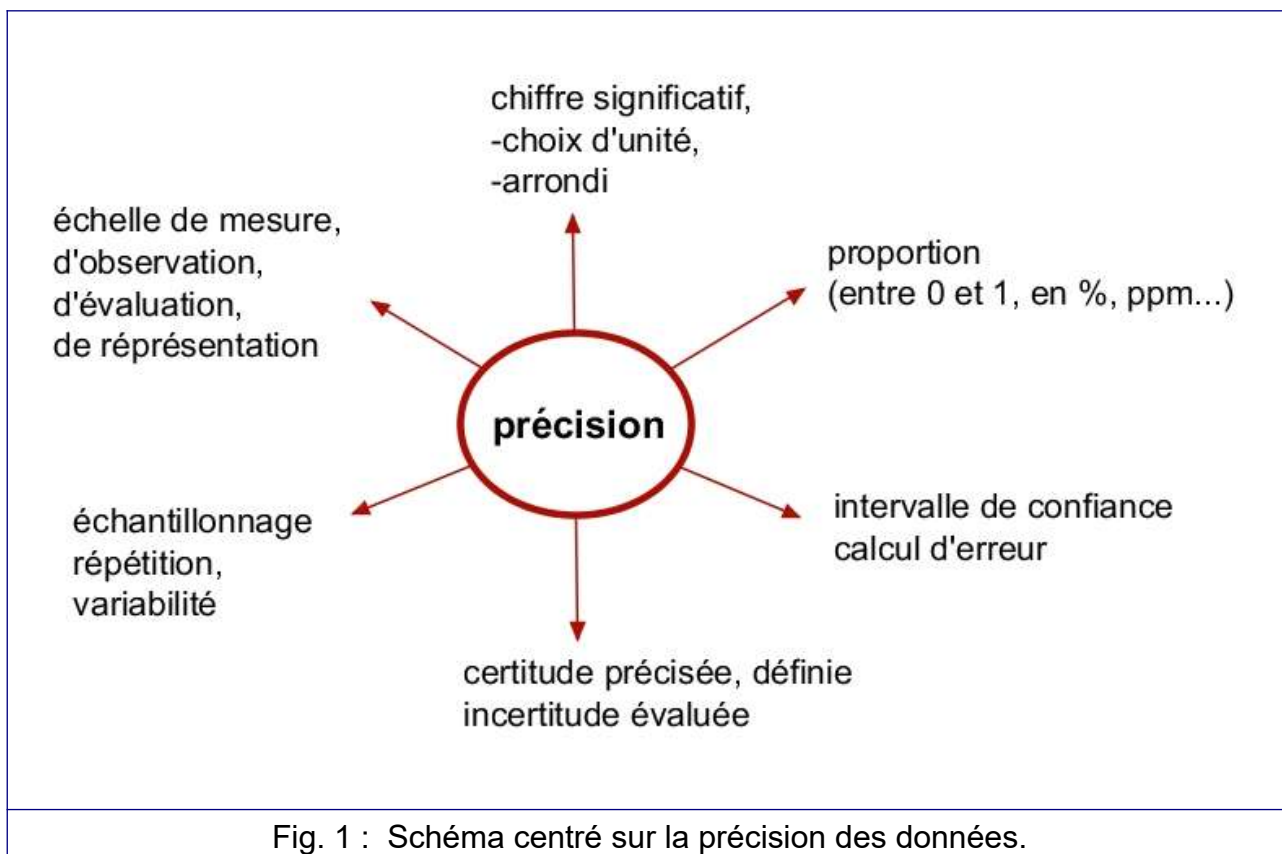 chiffre significatif,
-choix d'unité,
-arrondi
échelle de mesure,
d'observation,
d'évaluation,
de réprésentation
proportion
(entre 0 et 1, en %, ppm...)
précision
échantillonnage
répétition,
variabilité
intervalle de confiance
calcul d'erreur
certitude précisée, définie
incertitude évaluée
Fig. 1 : Schéma centré sur la précision des données.